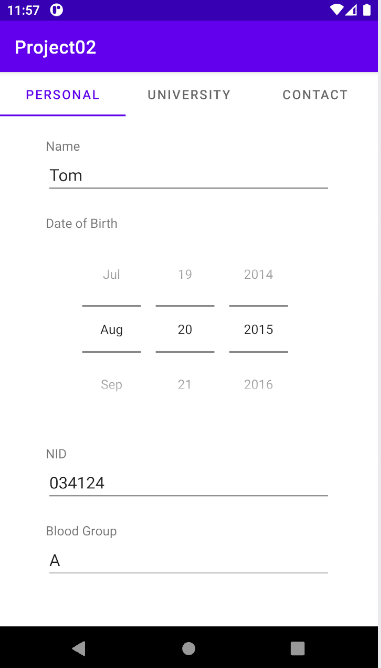 11:57
Project02
PERSONAL UNIVERSITY CONTACT
Name
Tom
Date of Birth
Jul 19 2014
Aug 20 2015
Sep 21 2016
NID
034124
Blood Group
A